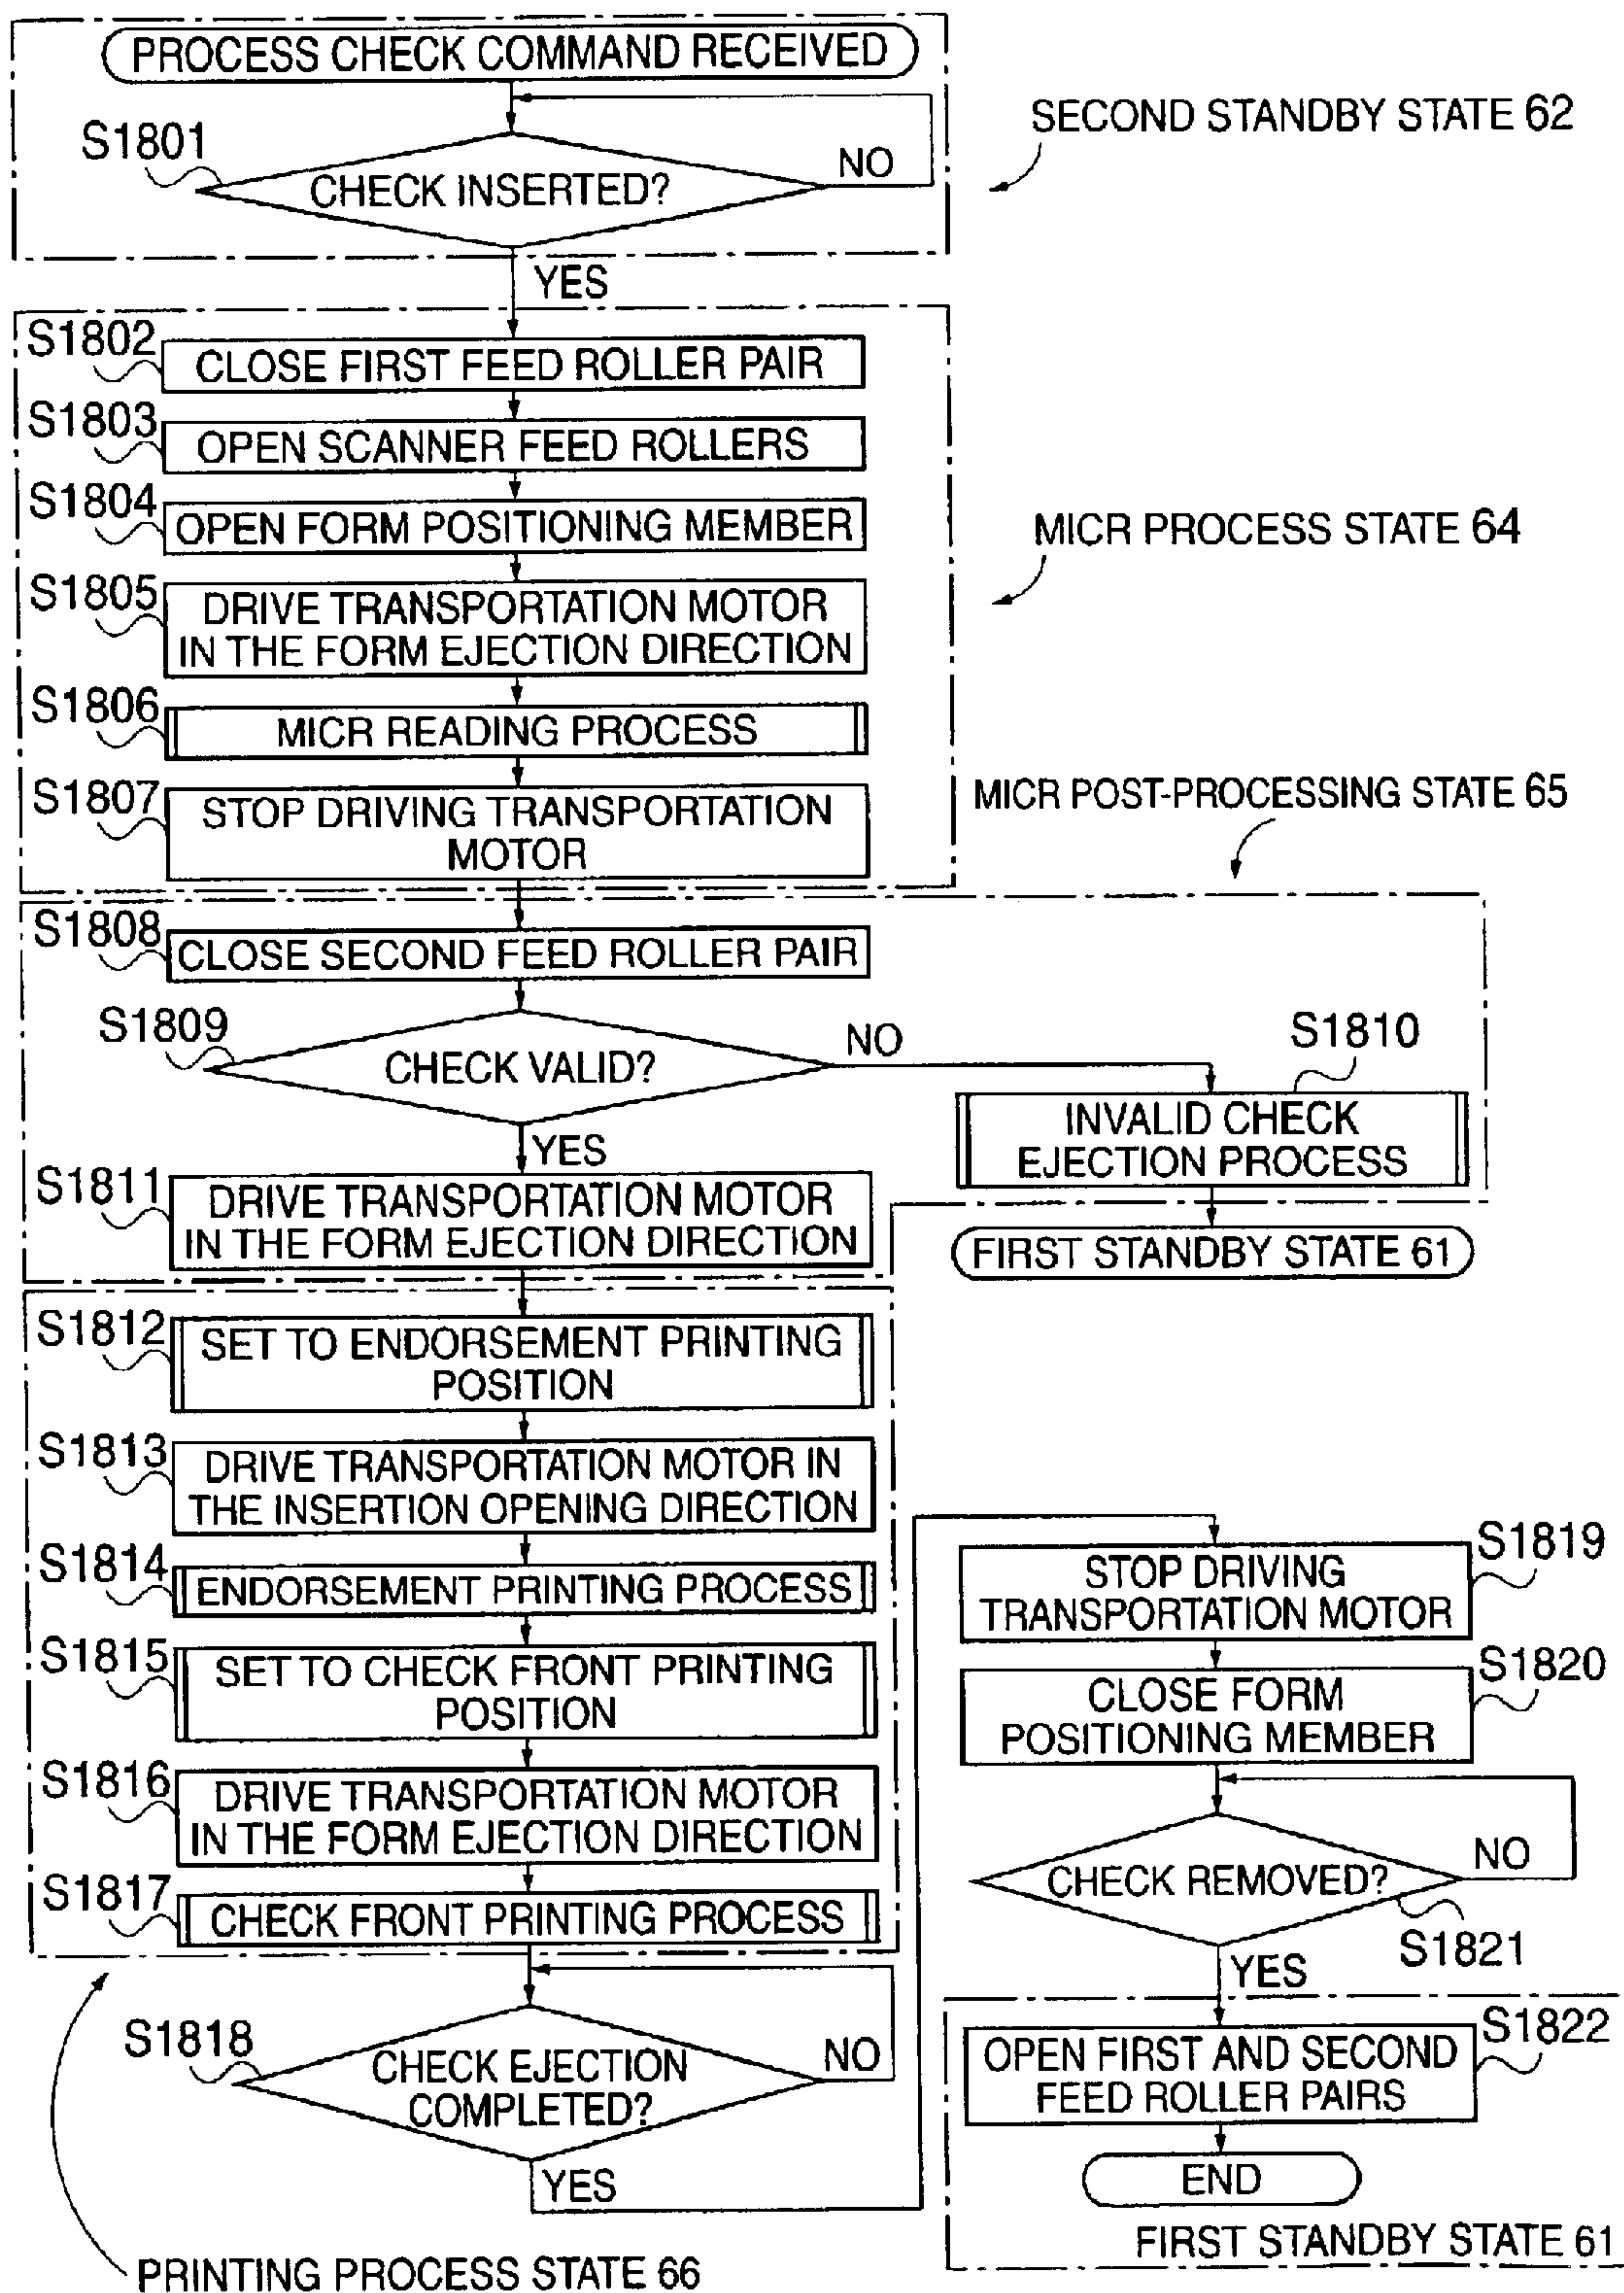 PROCESS CHECK COMMAND RECEIVED
SECOND STANDBY STATE 62
S1801
NO
CHECK INSERTED?
YES
S1802
CLOSE FIRST FEED ROLLER PAIR
S1803
OPEN SCANNER FEED ROLLERS
S1804
OPEN FORM POSITIONING MEMBER
MICR PROCESS STATE 64
S1805
DRIVE TRANSPORTATION MOTOR
IN THE FORM EJECTION DIRECTION
S1806
MICR READING PROCESS
S1807
STOP DRIVING TRANSPORTATION
MOTOR
MICR POST-PROCESSING STATE 65
S1808
CLOSE SECOND FEED ROLLER PAIR
S1809
CHECK VALID?
NO
S1810
INVALID CHECK
EJECTION PROCESS
YES
S1811
DRIVE TRANSPORTATION MOTOR
IN THE FORM EJECTION DIRECTION
FIRST STANDBY STATE 61
S1812
SET TO ENDORSEMENT PRINTING
POSITION
S1813
DRIVE TRANSPORTATION MOTOR IN
THE INSERTION OPENING DIRECTION
S1814
ENDORSEMENT PRINTING PROCESS
S1815
SET TO CHECK FRONT PRINTING
POSITION
S1816
DRIVE TRANSPORTATION MOTOR
IN THE FORM EJECTION DIRECTION
S1817
CHECK FRONT PRINTING PROCESS
S1818
CHECK EJECTION
COMPLETED?
NO
YES
PRINTING PROCESS STATE 66
S1819
STOP DRIVING
TRANSPORTATION MOTOR
S1820
CLOSE FORM
POSITIONING MEMBER
NO
CHECK REMOVED?
S1821
YES
S1822
OPEN FIRST AND SECOND
FEED ROLLER PAIRS
END
FIRST STANDBY STATE 61